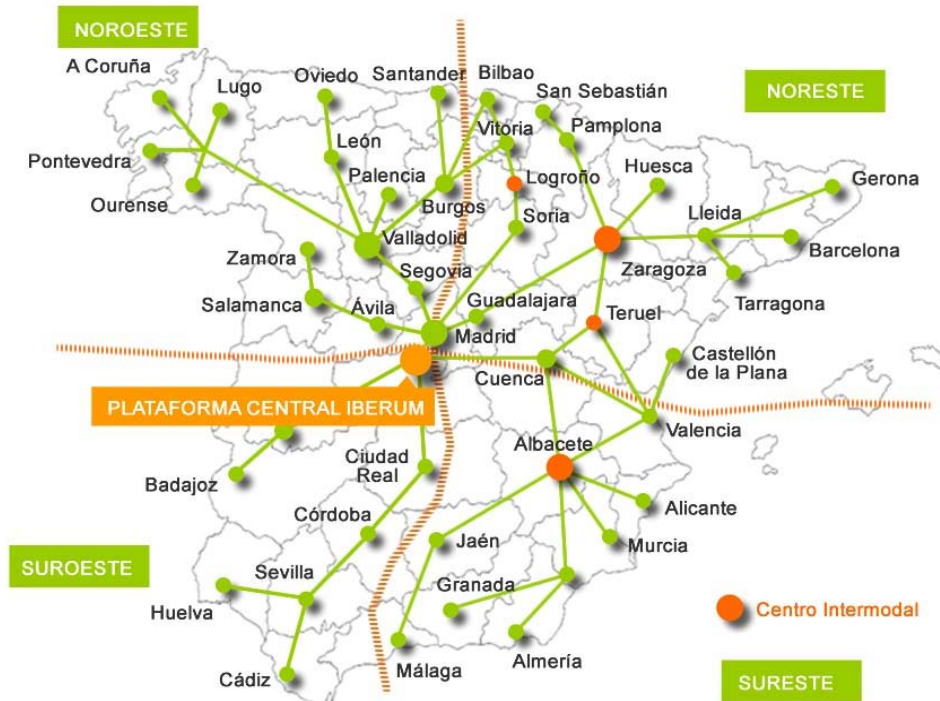 NOROESTE
A Coruña
Lugo
Oviedo
Santander
Bilbao
San Sebastián
NORESTE
Pontevedra
León
Vitoria
Pamplona
Palencia
Huesca
Ourense
Burgos
Logroño
Gerona
Lleida
Soria
Valladolid
Zamora
Segovia
Zaragoza
Barcelona
Salamanca
Ávila
Guadalajara
Tarragona
Madrid
Teruel
Cuenca
Castellón
de la Plana
PLATAFORMA CENTRAL IBERUM
Valencia
Albacete
Ciudad
Real
Badajoz
Alicante
Córdoba
Jaén
Murcia
SUROESTE
Sevilla
Granada
Huelva
Centro Intermodal
Málaga
Almería
Cádiz
SURESTE